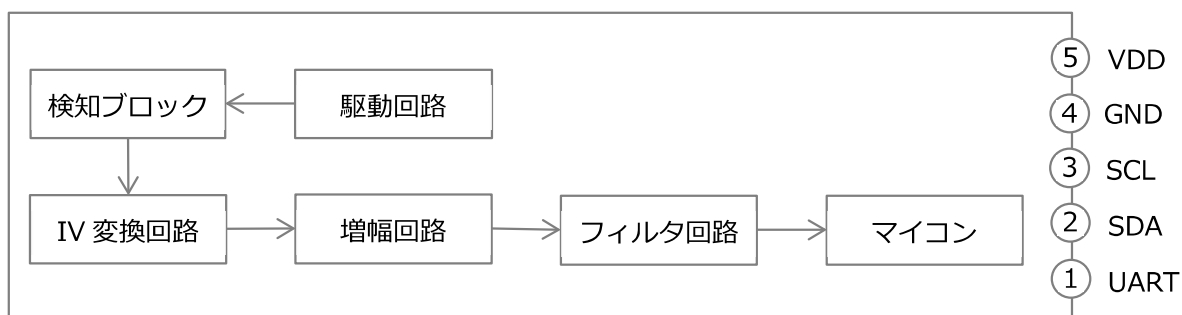 検知ブロック
駆動回路
IV 変換回路
増幅回路
フィルタ回路
マイコン
5 VDD
4 GND
3 SCL
2 SDA
1 UART